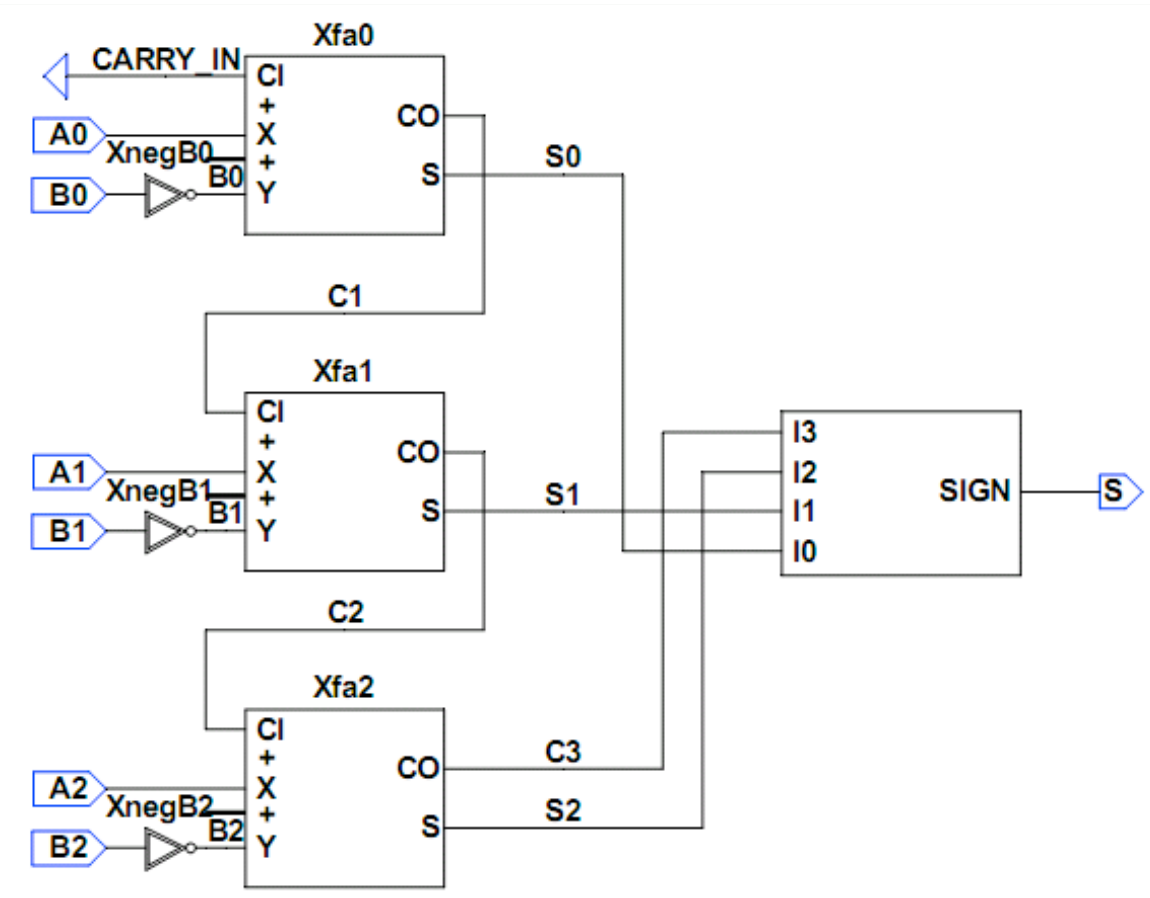 Xfa0
CARRY_IN
CI
+
CO
A0
X
XnegB0
+
S0
B0
S
B0
Y
C1
Xfa1
CI
+
CO
I3
A1
X
I2
XnegB1
+
SIGN
S
B1
S
S1
I1
B1
Y
I0
C2
Xfa2
CI
+
CO
C3
A2
X
XnegB2
+
S2
B2
S
B2
Y